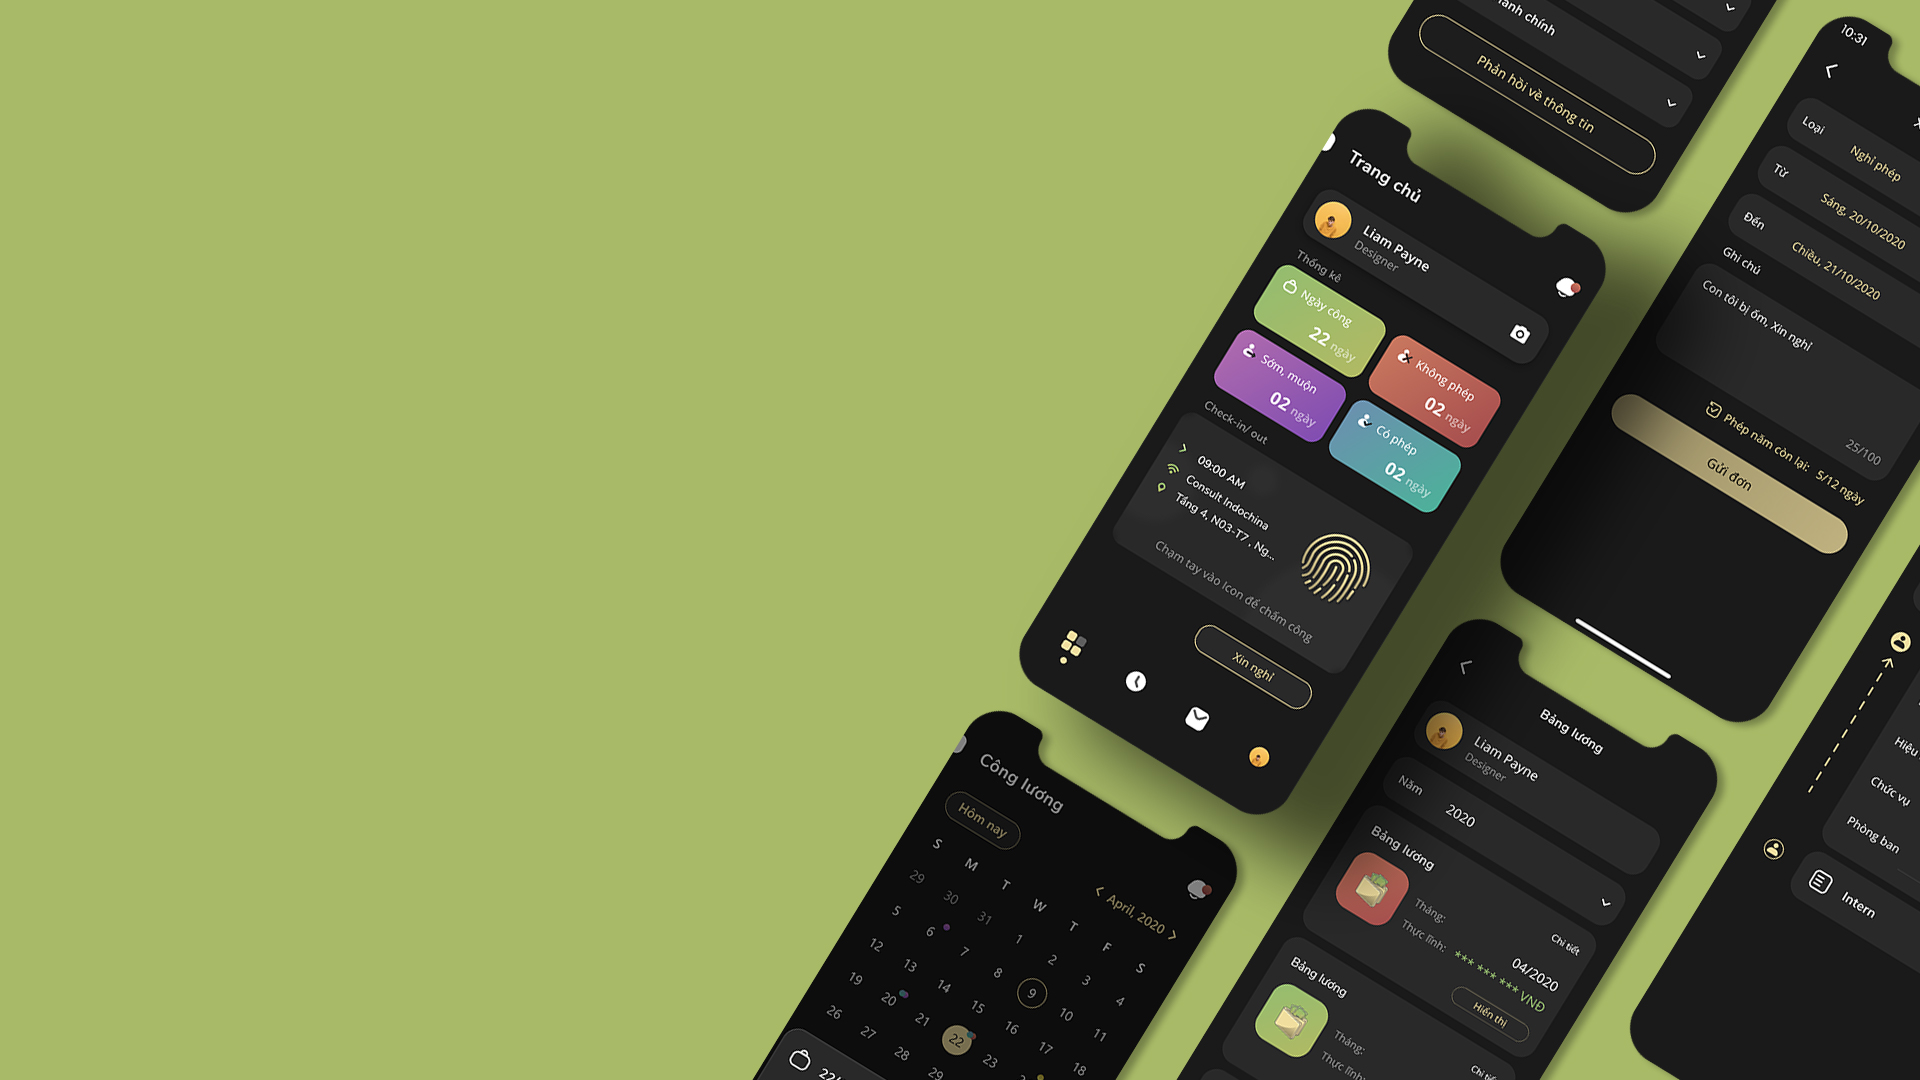 Phản hồi về thông tin
Trang chủ
Liam Payne
Designer
Thống kê
Ngày công
22 ngày
Không phép
02 ngày
Sớm, muộn
02 ngày
Có phép
02 ngày
Check-in/ out
09:00 AM
Consult Indochina
Tầng 4, N03-T7 , Ng...
Chạm tay vào Icon để chấm công
Xin nghỉ
10:31
Loại
Nghỉ phép
Từ
Sáng, 20/10/2020
Đến
Chiều, 21/10/2020
Ghi chú
Con tôi bị ốm, Xin nghỉ
25/100
Phép năm còn lại: 5/12 ngày
Gửi đơn
Công lương
Hôm nay
April, 2020
S M T W T F S
29 30 31 1 2 3 4
5 6 7 8 9 10 11
12 13 14 15 16 17 18
19 20 21 22 23
26 27 28 29
Bảng lương
Liam Payne
Designer
Năm
2020
Bảng lương
Chi tiết
Tháng:
04/2020
Thực lĩnh:
*** *** *** VNĐ
Hiển thị
Bảng lương
Chi tiết
Tháng:
Thực lĩnh:
Chức vụ
Phòng ban
Intern